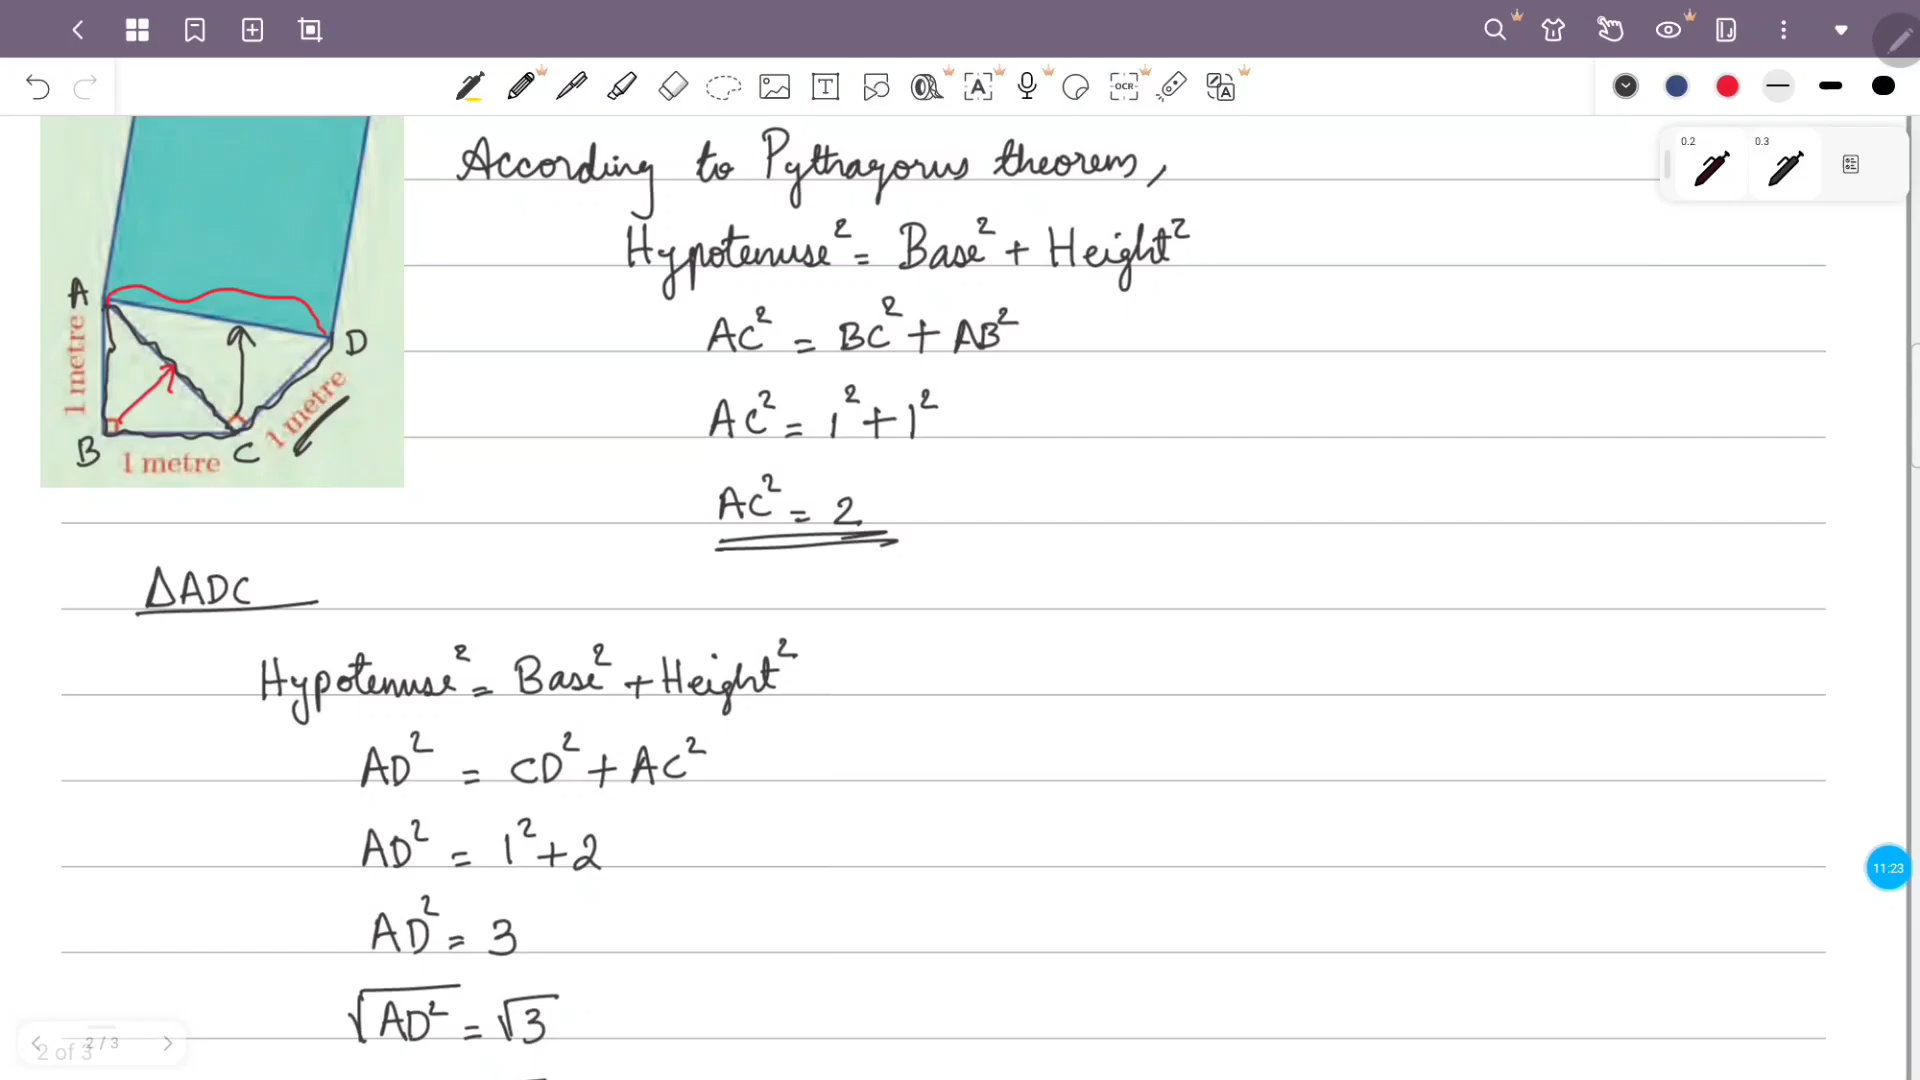 OCR
0.2 0.3
According to Pythagorus theorem,
Hypotenuse² = Base² + Height²
AC² = BC² + AB²
AC² = 1² + 1²
AC² = 2
A
D
B
C
1 metre
1 metre
1 metre
ΔADC
Hypotenuse² = Base² + Height²
AD² = CD² + AC²
AD² = 1² + 2
AD² = 3
√AD² = √3
11:23
2 of 3
2 / 3